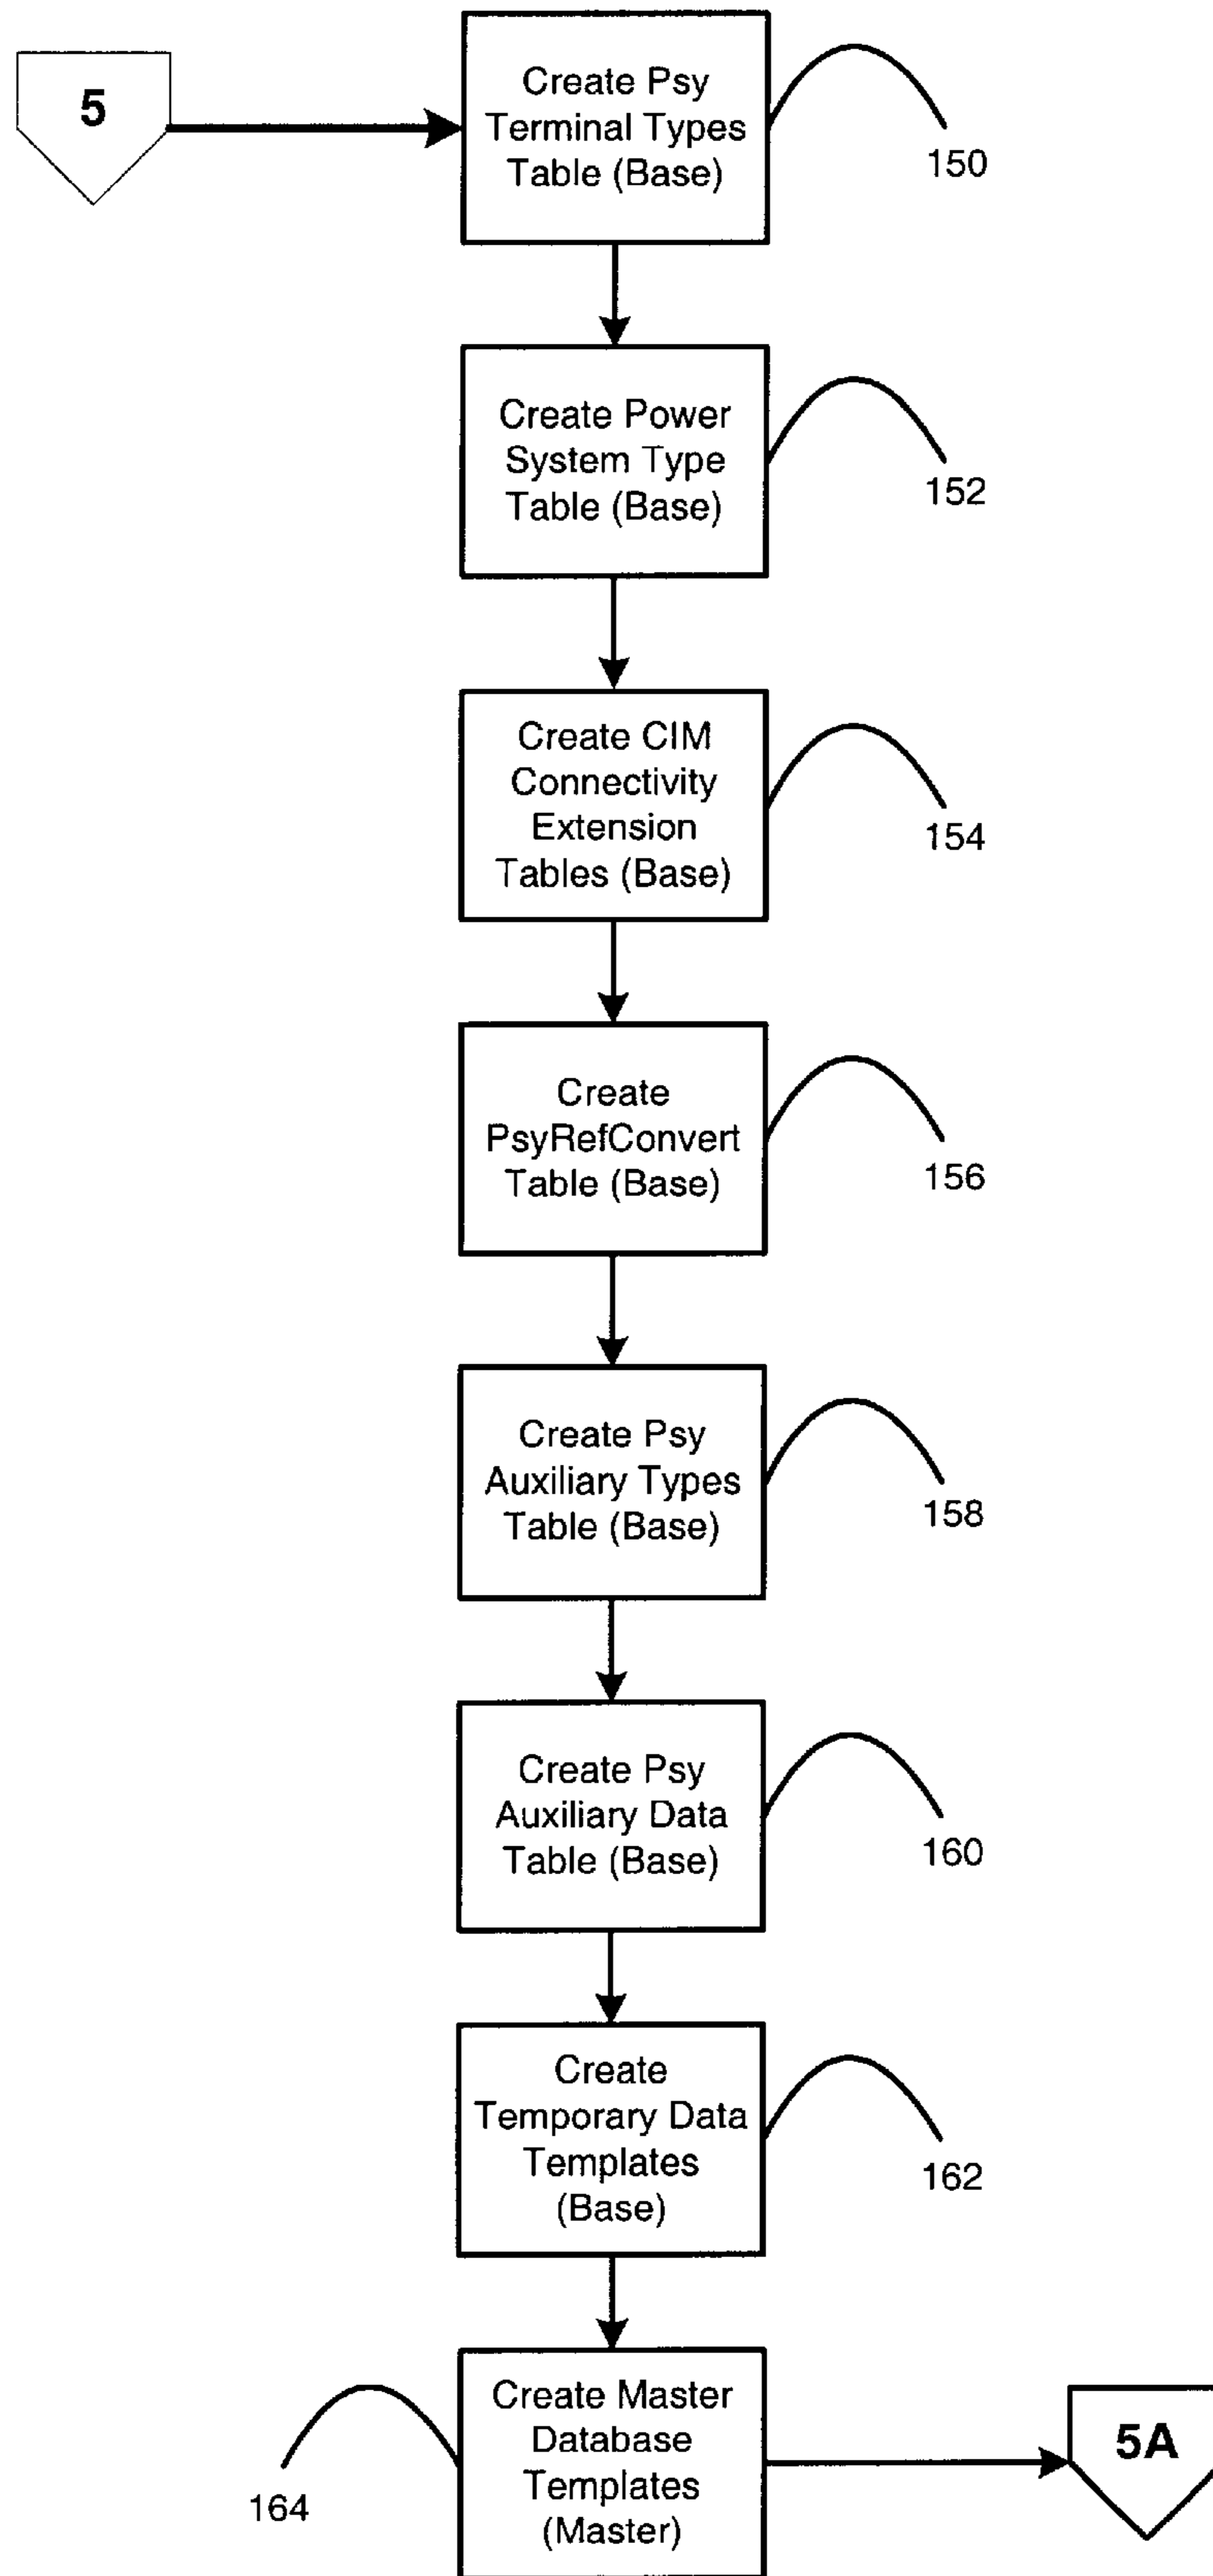 5
Create Psy
Terminal Types
Table (Base)
150
Create Power
System Type
Table (Base)
152
Create CIM
Connectivity
Extension
Tables (Base)
154
Create
PsyRefConvert
Table (Base)
156
Create Psy
Auxiliary Types
Table (Base)
158
Create Psy
Auxiliary Data
Table (Base)
160
Create
Temporary Data
Templates
(Base)
162
Create Master
Database
Templates
(Master)
164
5A